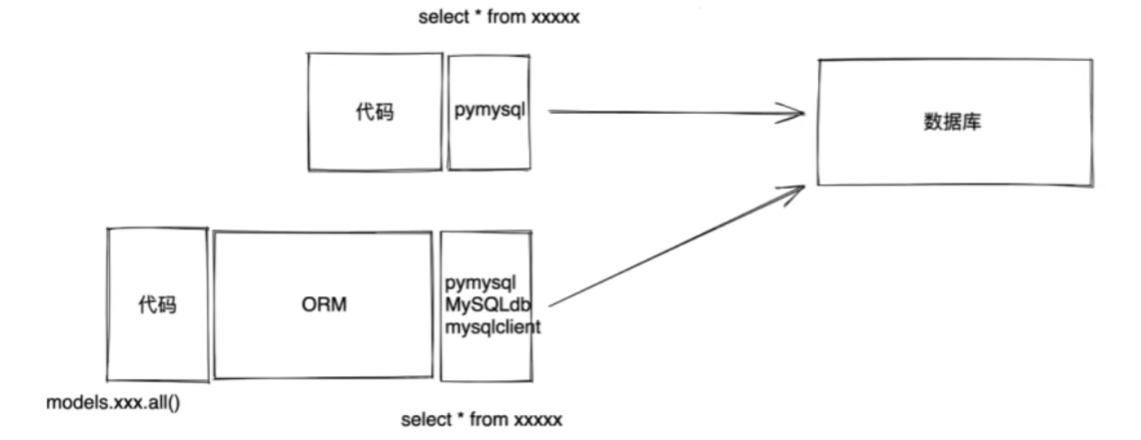 select * from xxxxx
代码
pymysql
数据库
代码
ORM
pymysql
MySQLdb
mysqlclient
models.xxx.all()
select * from xxxxx